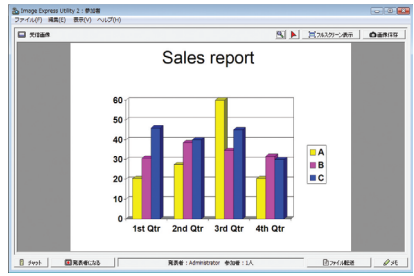 Image Express Utility 2 : 参加者
ファイル(F) 編集(E) 表示(V) ヘルプ(H)
受信画像
フルスクリーン表示
画像保存
Sales report
60
50
40
30
20
10
0
1st Qtr 2nd Qtr 3rd Qtr 4th Qtr
A
B
C
チャット
発表者になる
発表者 : Administrator 参加者 : 1人
ファイル転送
メモ